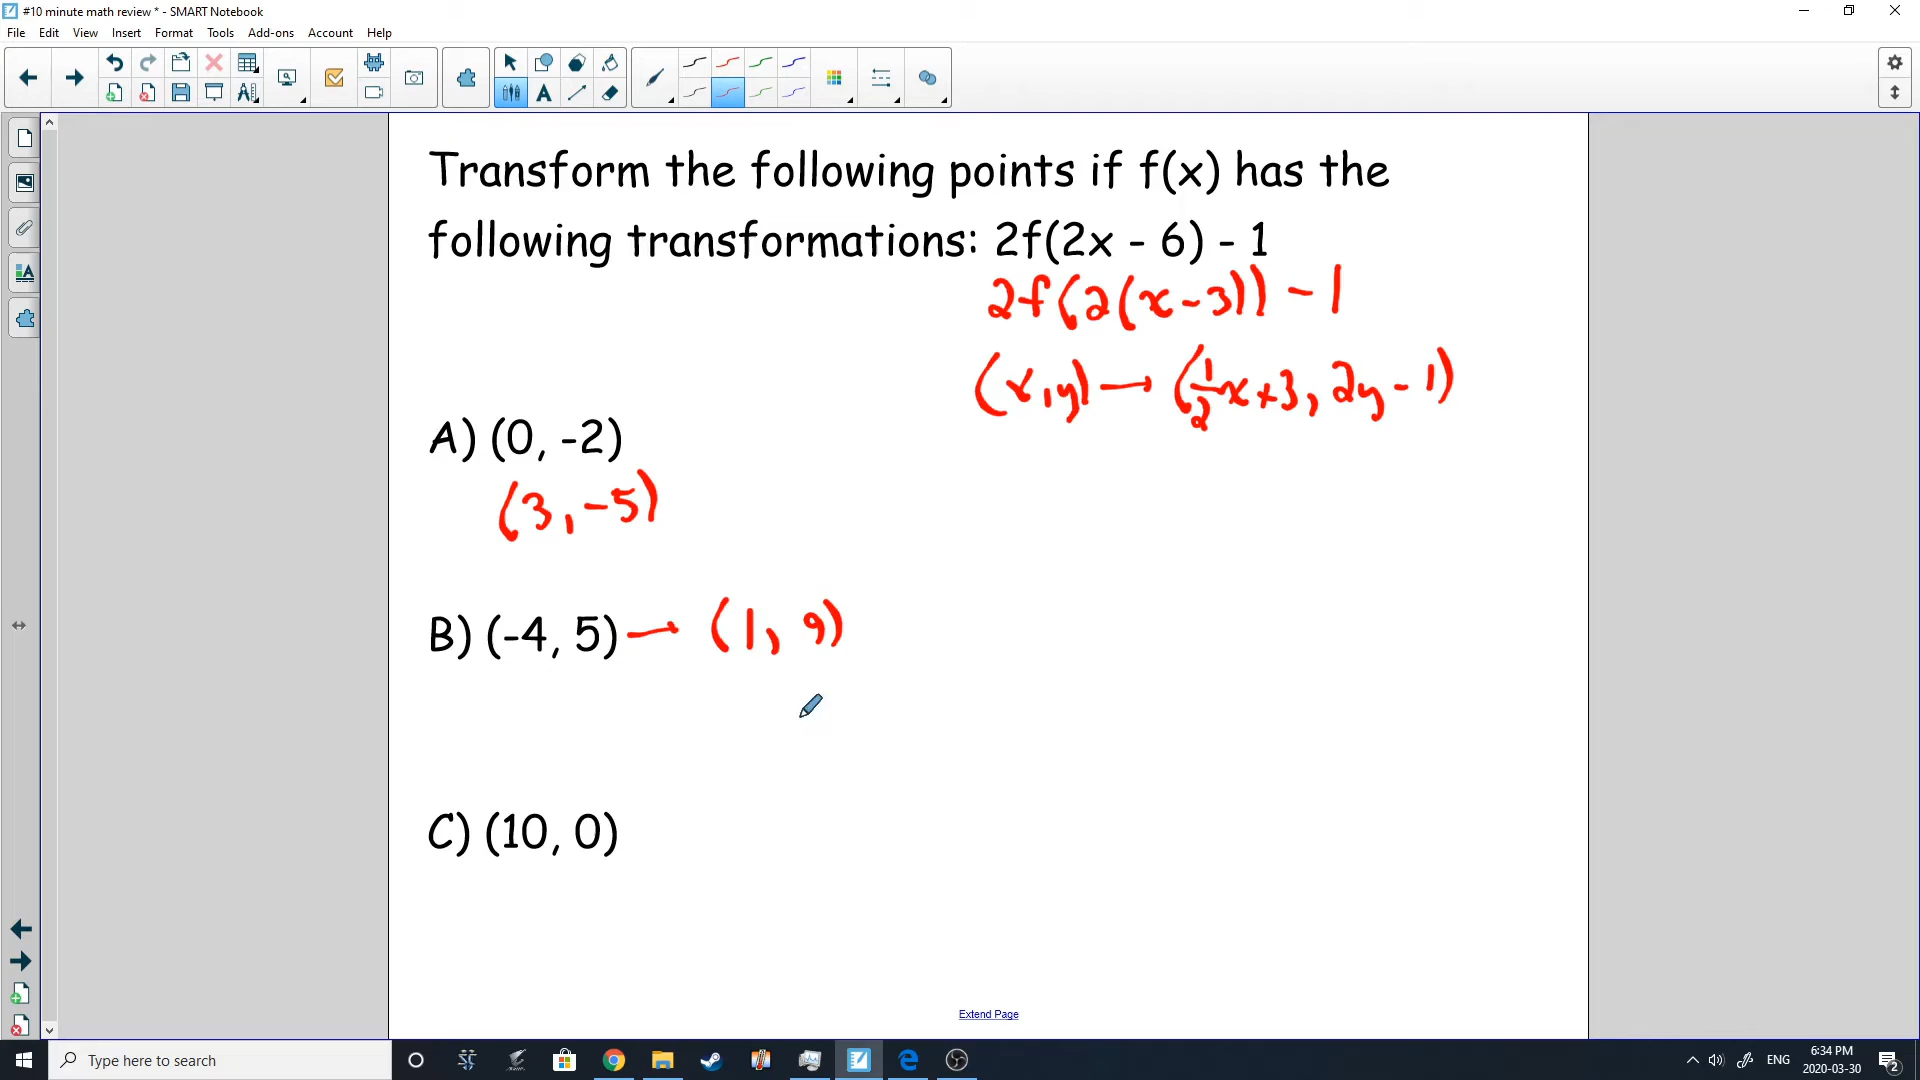 #10 minute math review * - SMART Notebook
File Edit View Insert Format Tools Add-ons Account Help
Transform the following points if f(x) has the
following transformations: 2f(2x - 6) - 1
2f(2(x-3)) - 1
(x,y) → (1/2x+3, 2y-1)
A) (0, -2)
(3, -5)
B) (-4, 5) → (1, 9)
C) (10, 0)
Extend Page
Type here to search
ENG
6:34 PM
2020-03-30
2